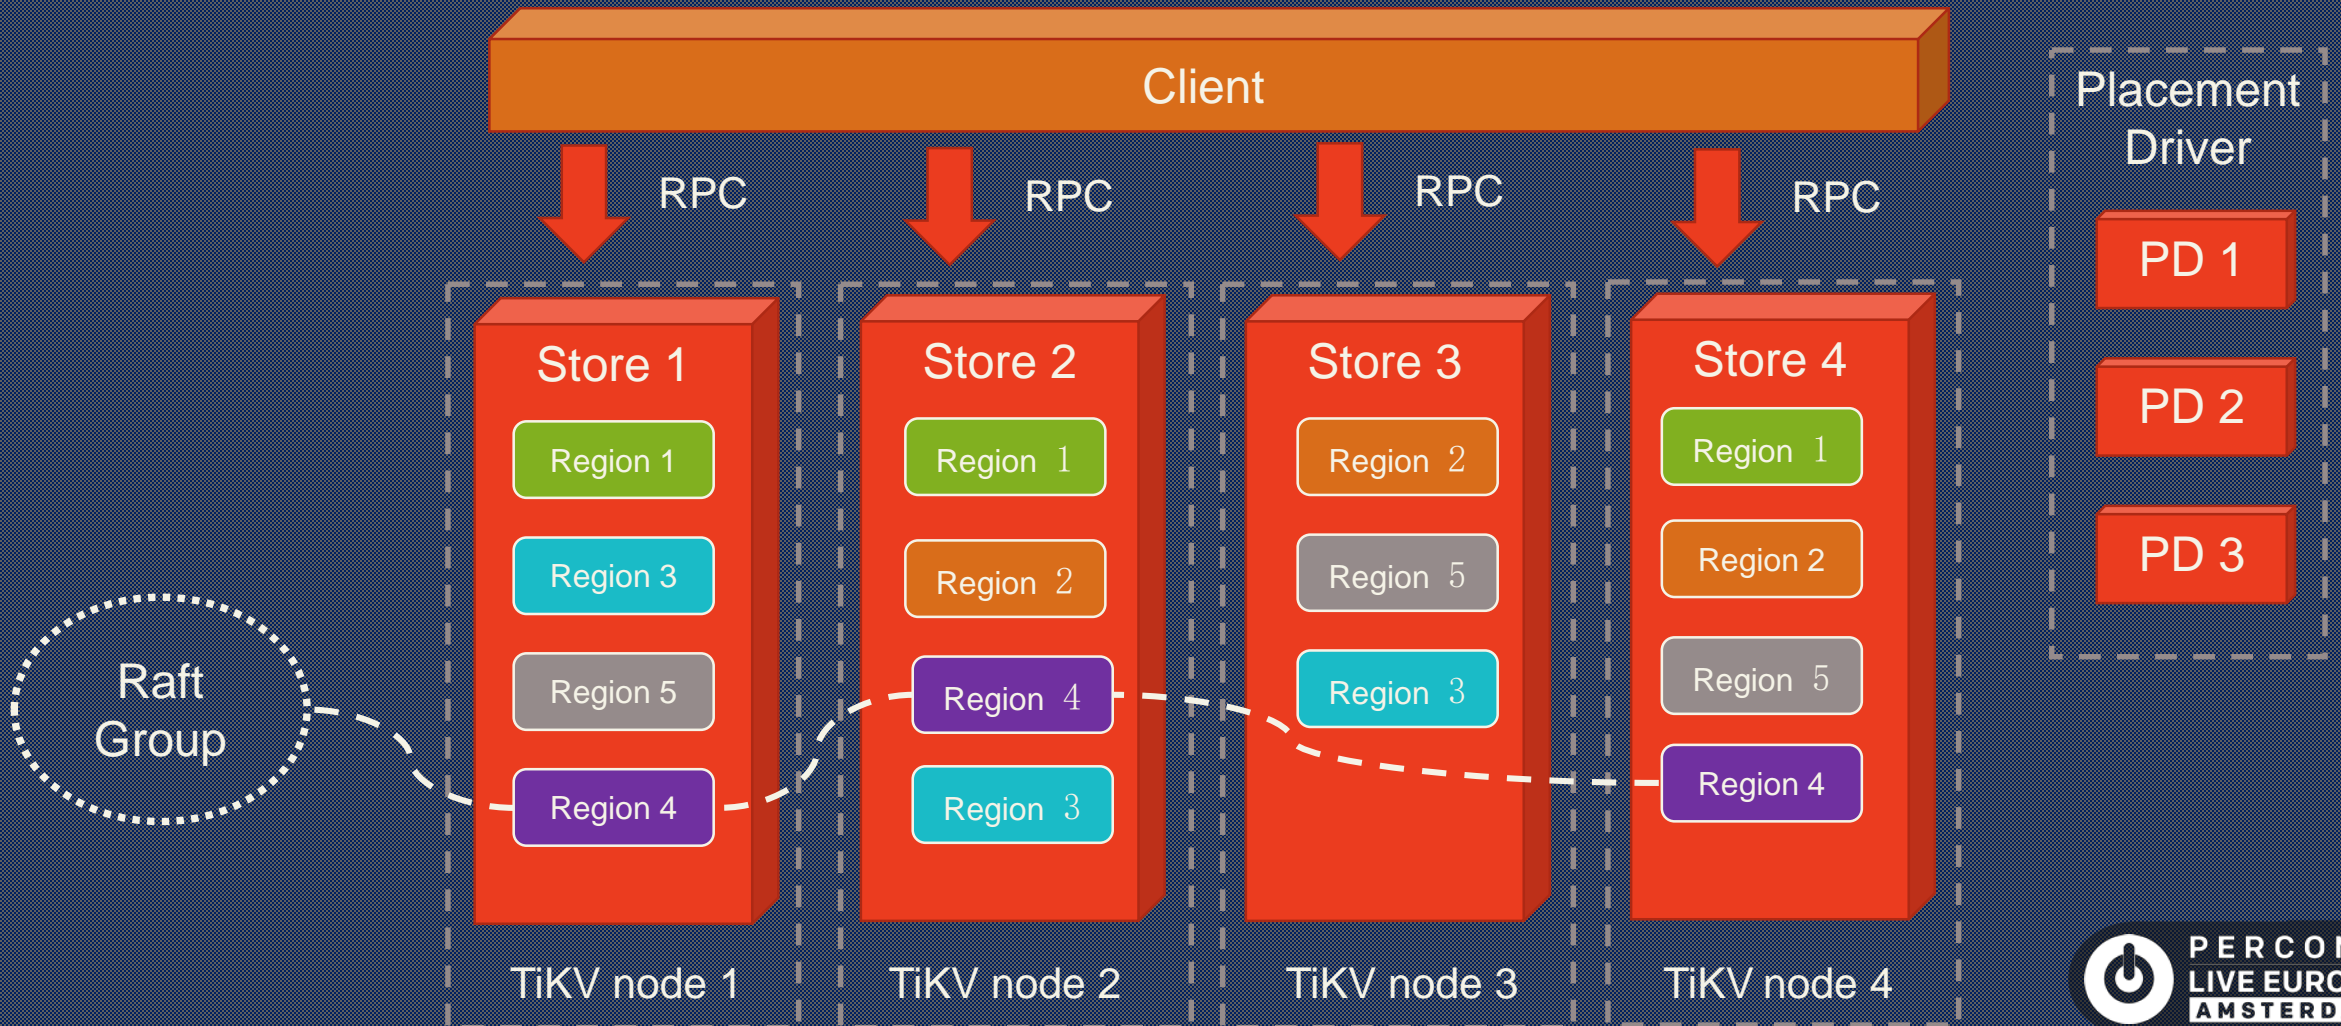 Client
RPC
RPC
RPC
RPC
Placement
Driver
PD 1
PD 2
PD 3
Store 1
Region 1
Region 3
Region 5
Region 4
TiKV node 1
Store 2
Region 1
Region 2
Region 4
Region 3
TiKV node 2
Store 3
Region 2
Region 5
Region 3
TiKV node 3
Store 4
Region 1
Region 2
Region 5
Region 4
TiKV node 4
Raft
Group
LIVE